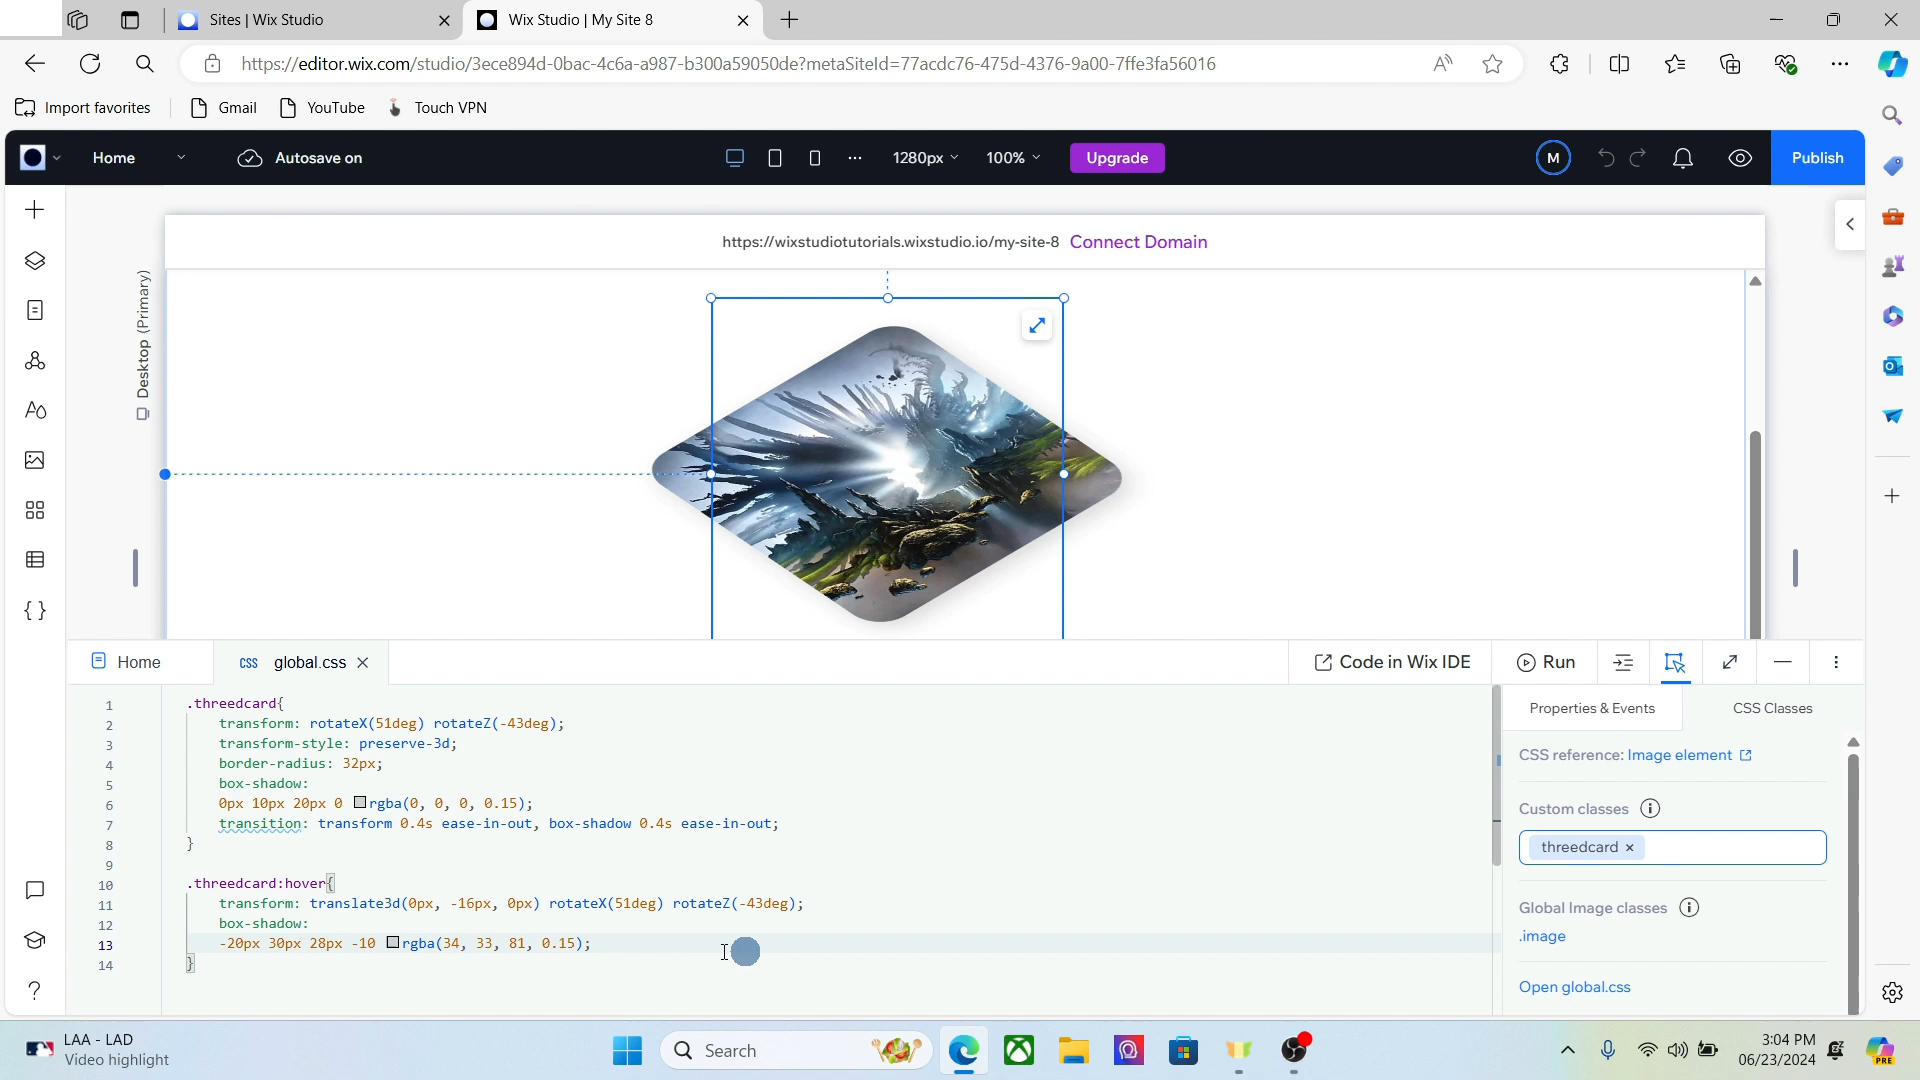 Sites | Wix Studio
Wix Studio | My Site 8
https://editor.wix.com/studio/3ece894d-0bac-4c6a-a987-b300a59050de?metaSiteId=77acdc76-475d-4376-9a00-7ffe3fa56016
Import favorites
Gmail
YouTube
Touch VPN
Home
Autosave on
1280px
100%
Upgrade
M
Publish
https://wixstudiotutorials.wixstudio.io/my-site-8 Connect Domain
Desktop (Primary)
Home
CSS global.css
Code in Wix IDE
Run
1 .threedcard{
2 transform: rotateX(51deg) rotateZ(-43deg);
3 transform-style: preserve-3d;
4 border-radius: 32px;
5 box-shadow:
6 0px 10px 20px 0 rgba(0, 0, 0, 0.15);
7 transition: transform 0.4s ease-in-out, box-shadow 0.4s ease-in-out;
8 }
9
10 .threedcard:hover{
11 transform: translate3d(0px, -16px, 0px) rotateX(51deg) rotateZ(-43deg);
12 box-shadow:
13 -20px 30px 28px -10 rgba(34, 33, 81, 0.15);
14 }
Properties & Events
CSS Classes
CSS reference: Image element
Custom classes
threedcard ×
Global Image classes
.image
Open global.css
LAA - LAD
Video highlight
Search
3:04 PM
06/23/2024
PRE